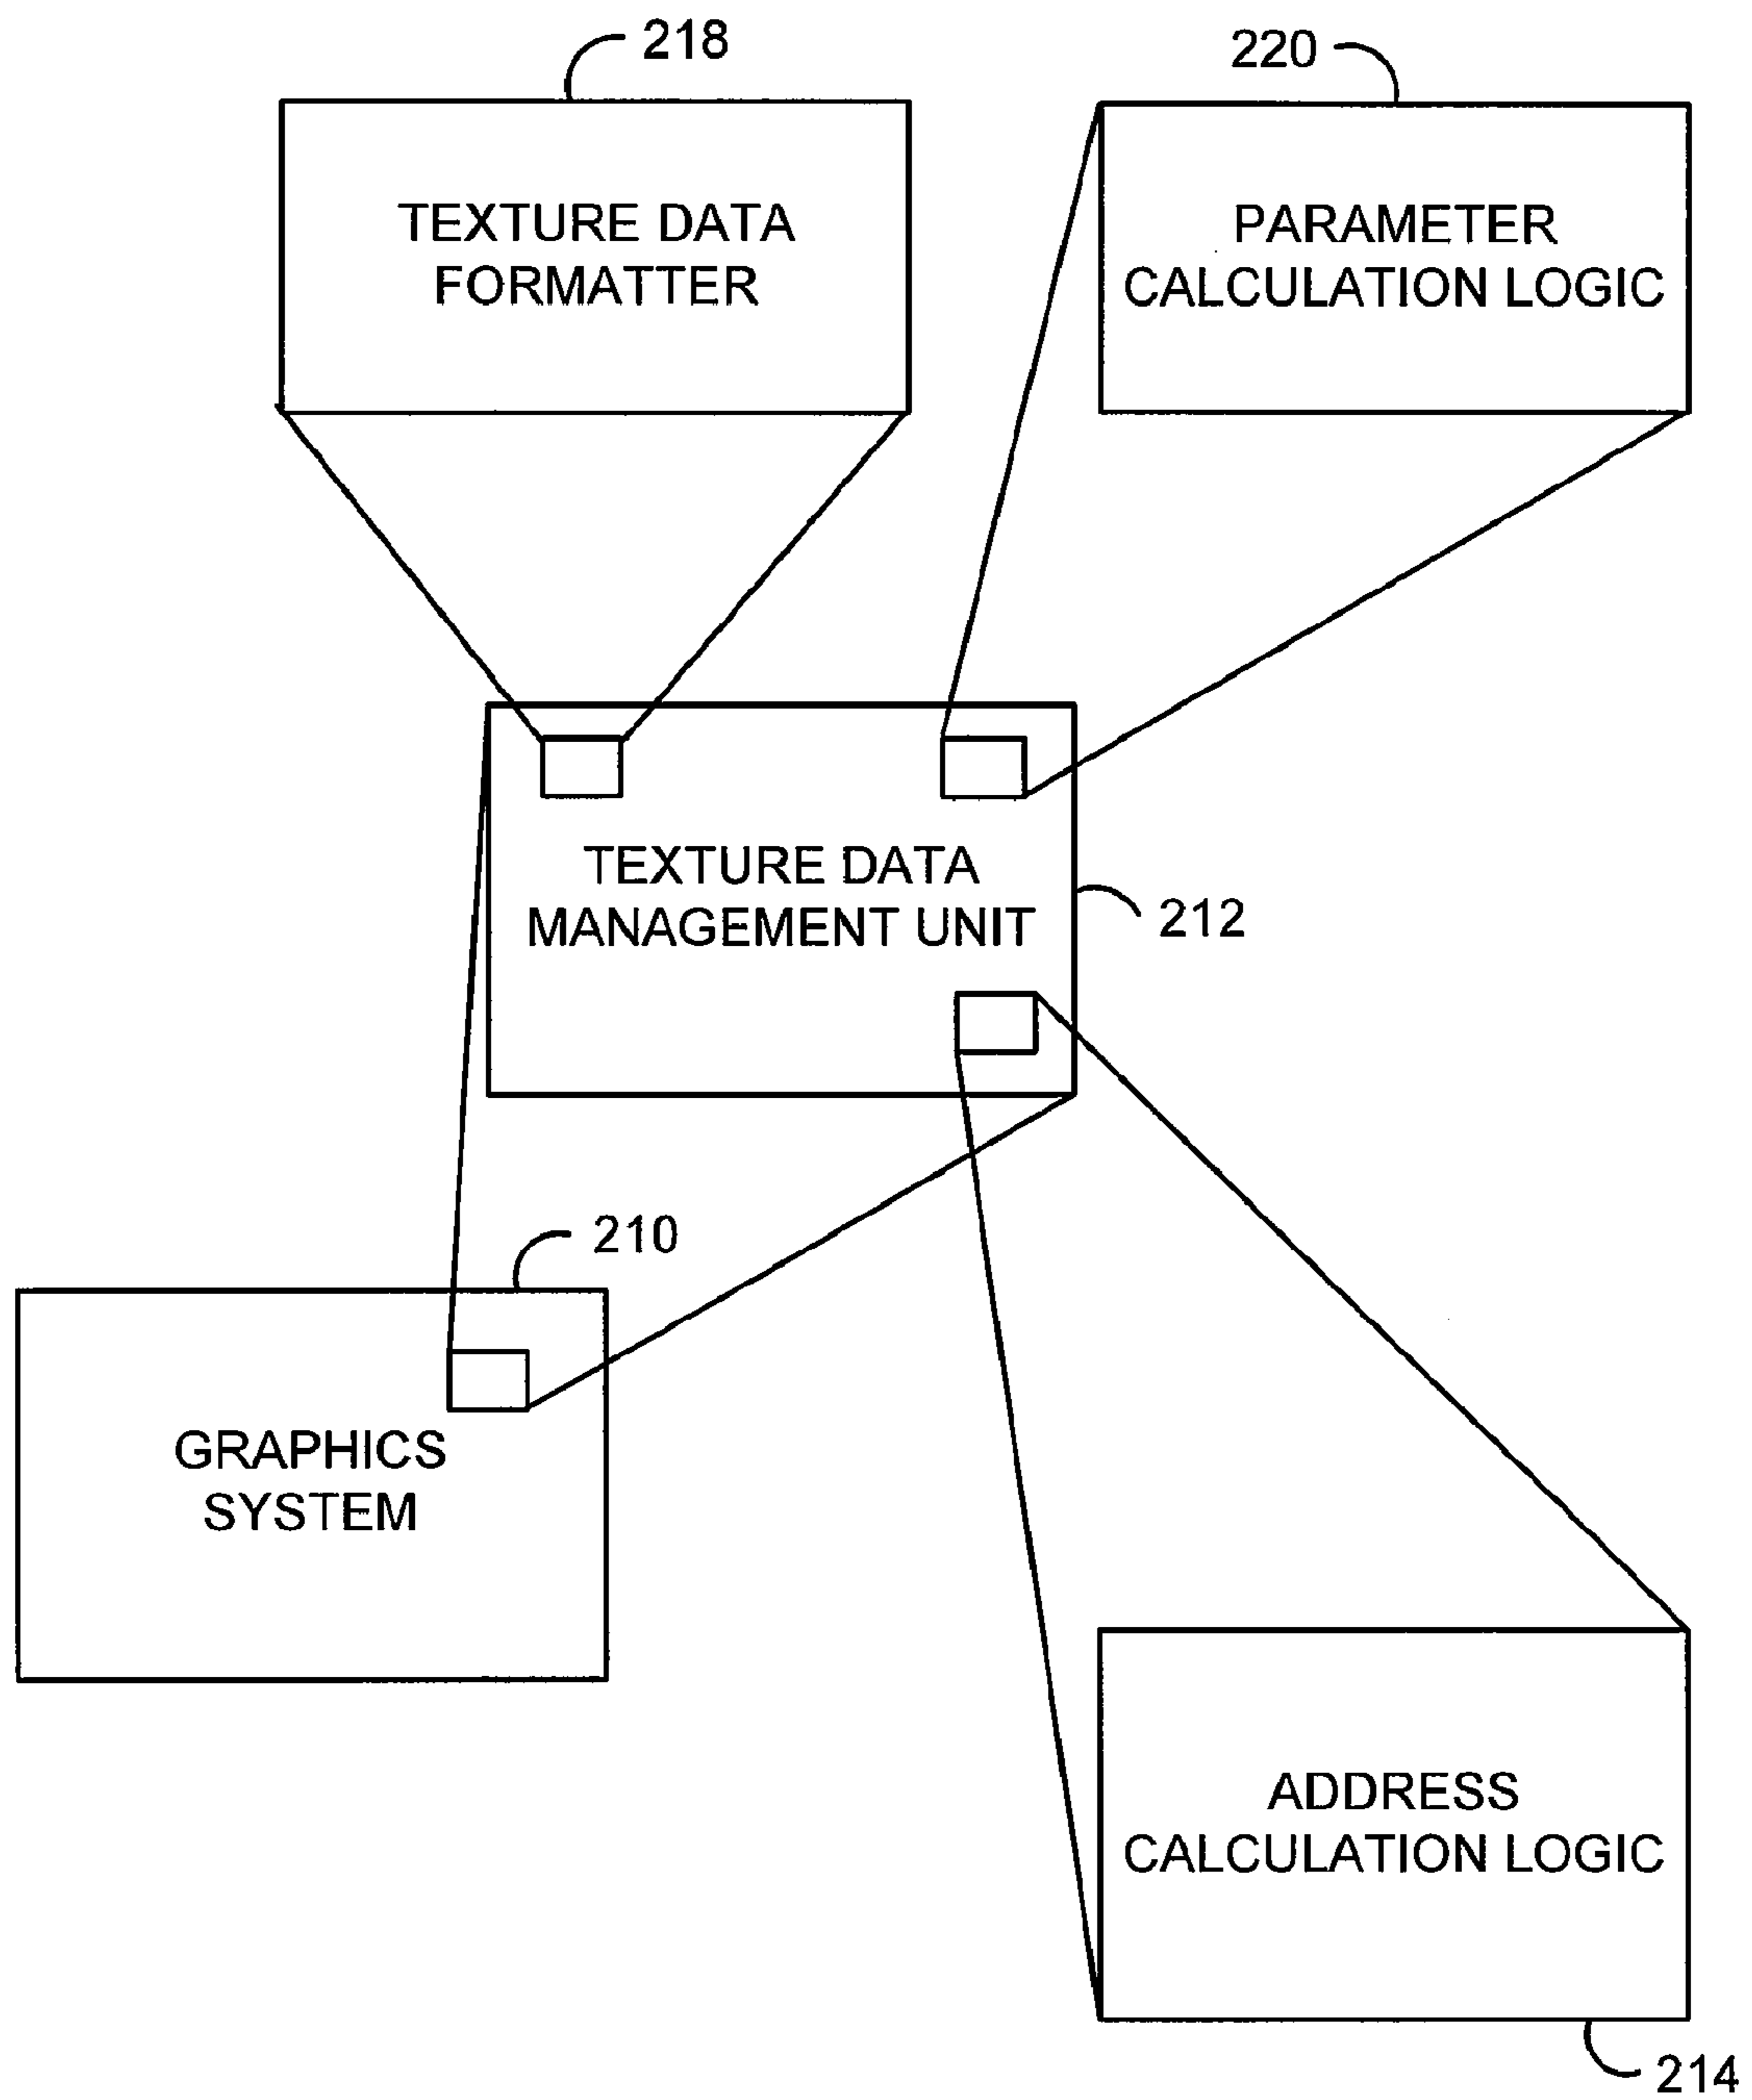 218
220
TEXTURE DATA
FORMATTER
PARAMETER
CALCULATION LOGIC
TEXTURE DATA
MANAGEMENT UNIT
212
210
GRAPHICS
SYSTEM
ADDRESS
CALCULATION LOGIC
214